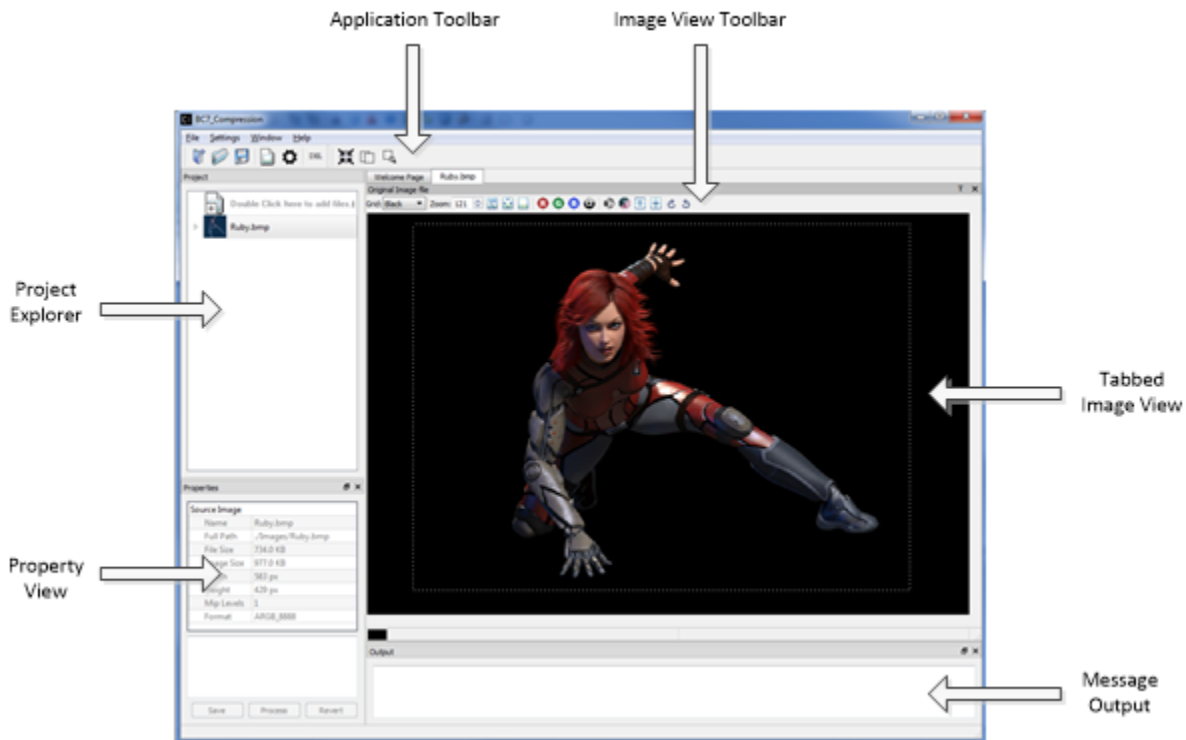 Application Toolbar
Image View Toolbar
BC7_Compression
File Settings Window Help
Project
Welcome Page Ruby.bmp
Original Image file
Double Click here to add files
Grid: Black Zoom: 121
Ruby.bmp
Project
Explorer
Tabbed
Image View
Properties
Source Image
Name Ruby.bmp
Full Path ./Images/Ruby.bmp
File Size 734.0 KB
Size 977.0 KB
583 px
429 px
Mip Levels 1
Format ARGB_8888
Property
View
Output
Message
Output
Save Process Revert